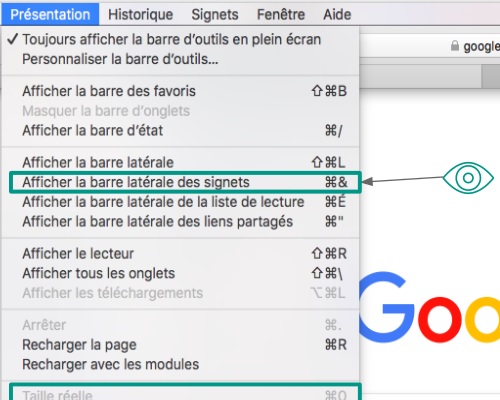 Présentation Historique Signets Fenêtre Aide
✓ Toujours afficher la barre d'outils en plein écran
Personnaliser la barre d'outils...
google
Afficher la barre des favoris ⇧⌘B
Masquer la barre d'onglets
Afficher la barre d'état ⌘/
Afficher la barre latérale ⇧⌘L
Afficher la barre latérale des signets ⌘&
Afficher la barre latérale de la liste de lecture ⌘É
Afficher la barre latérale des liens partagés ⌘"
Afficher le lecteur ⇧⌘R
Afficher tous les onglets ⇧⌘\
Afficher les téléchargements ⌥⌘L
Goo
Arrêter ⌘.
Recharger la page ⌘R
Recharger avec les modules
Taille réelle ⌘0